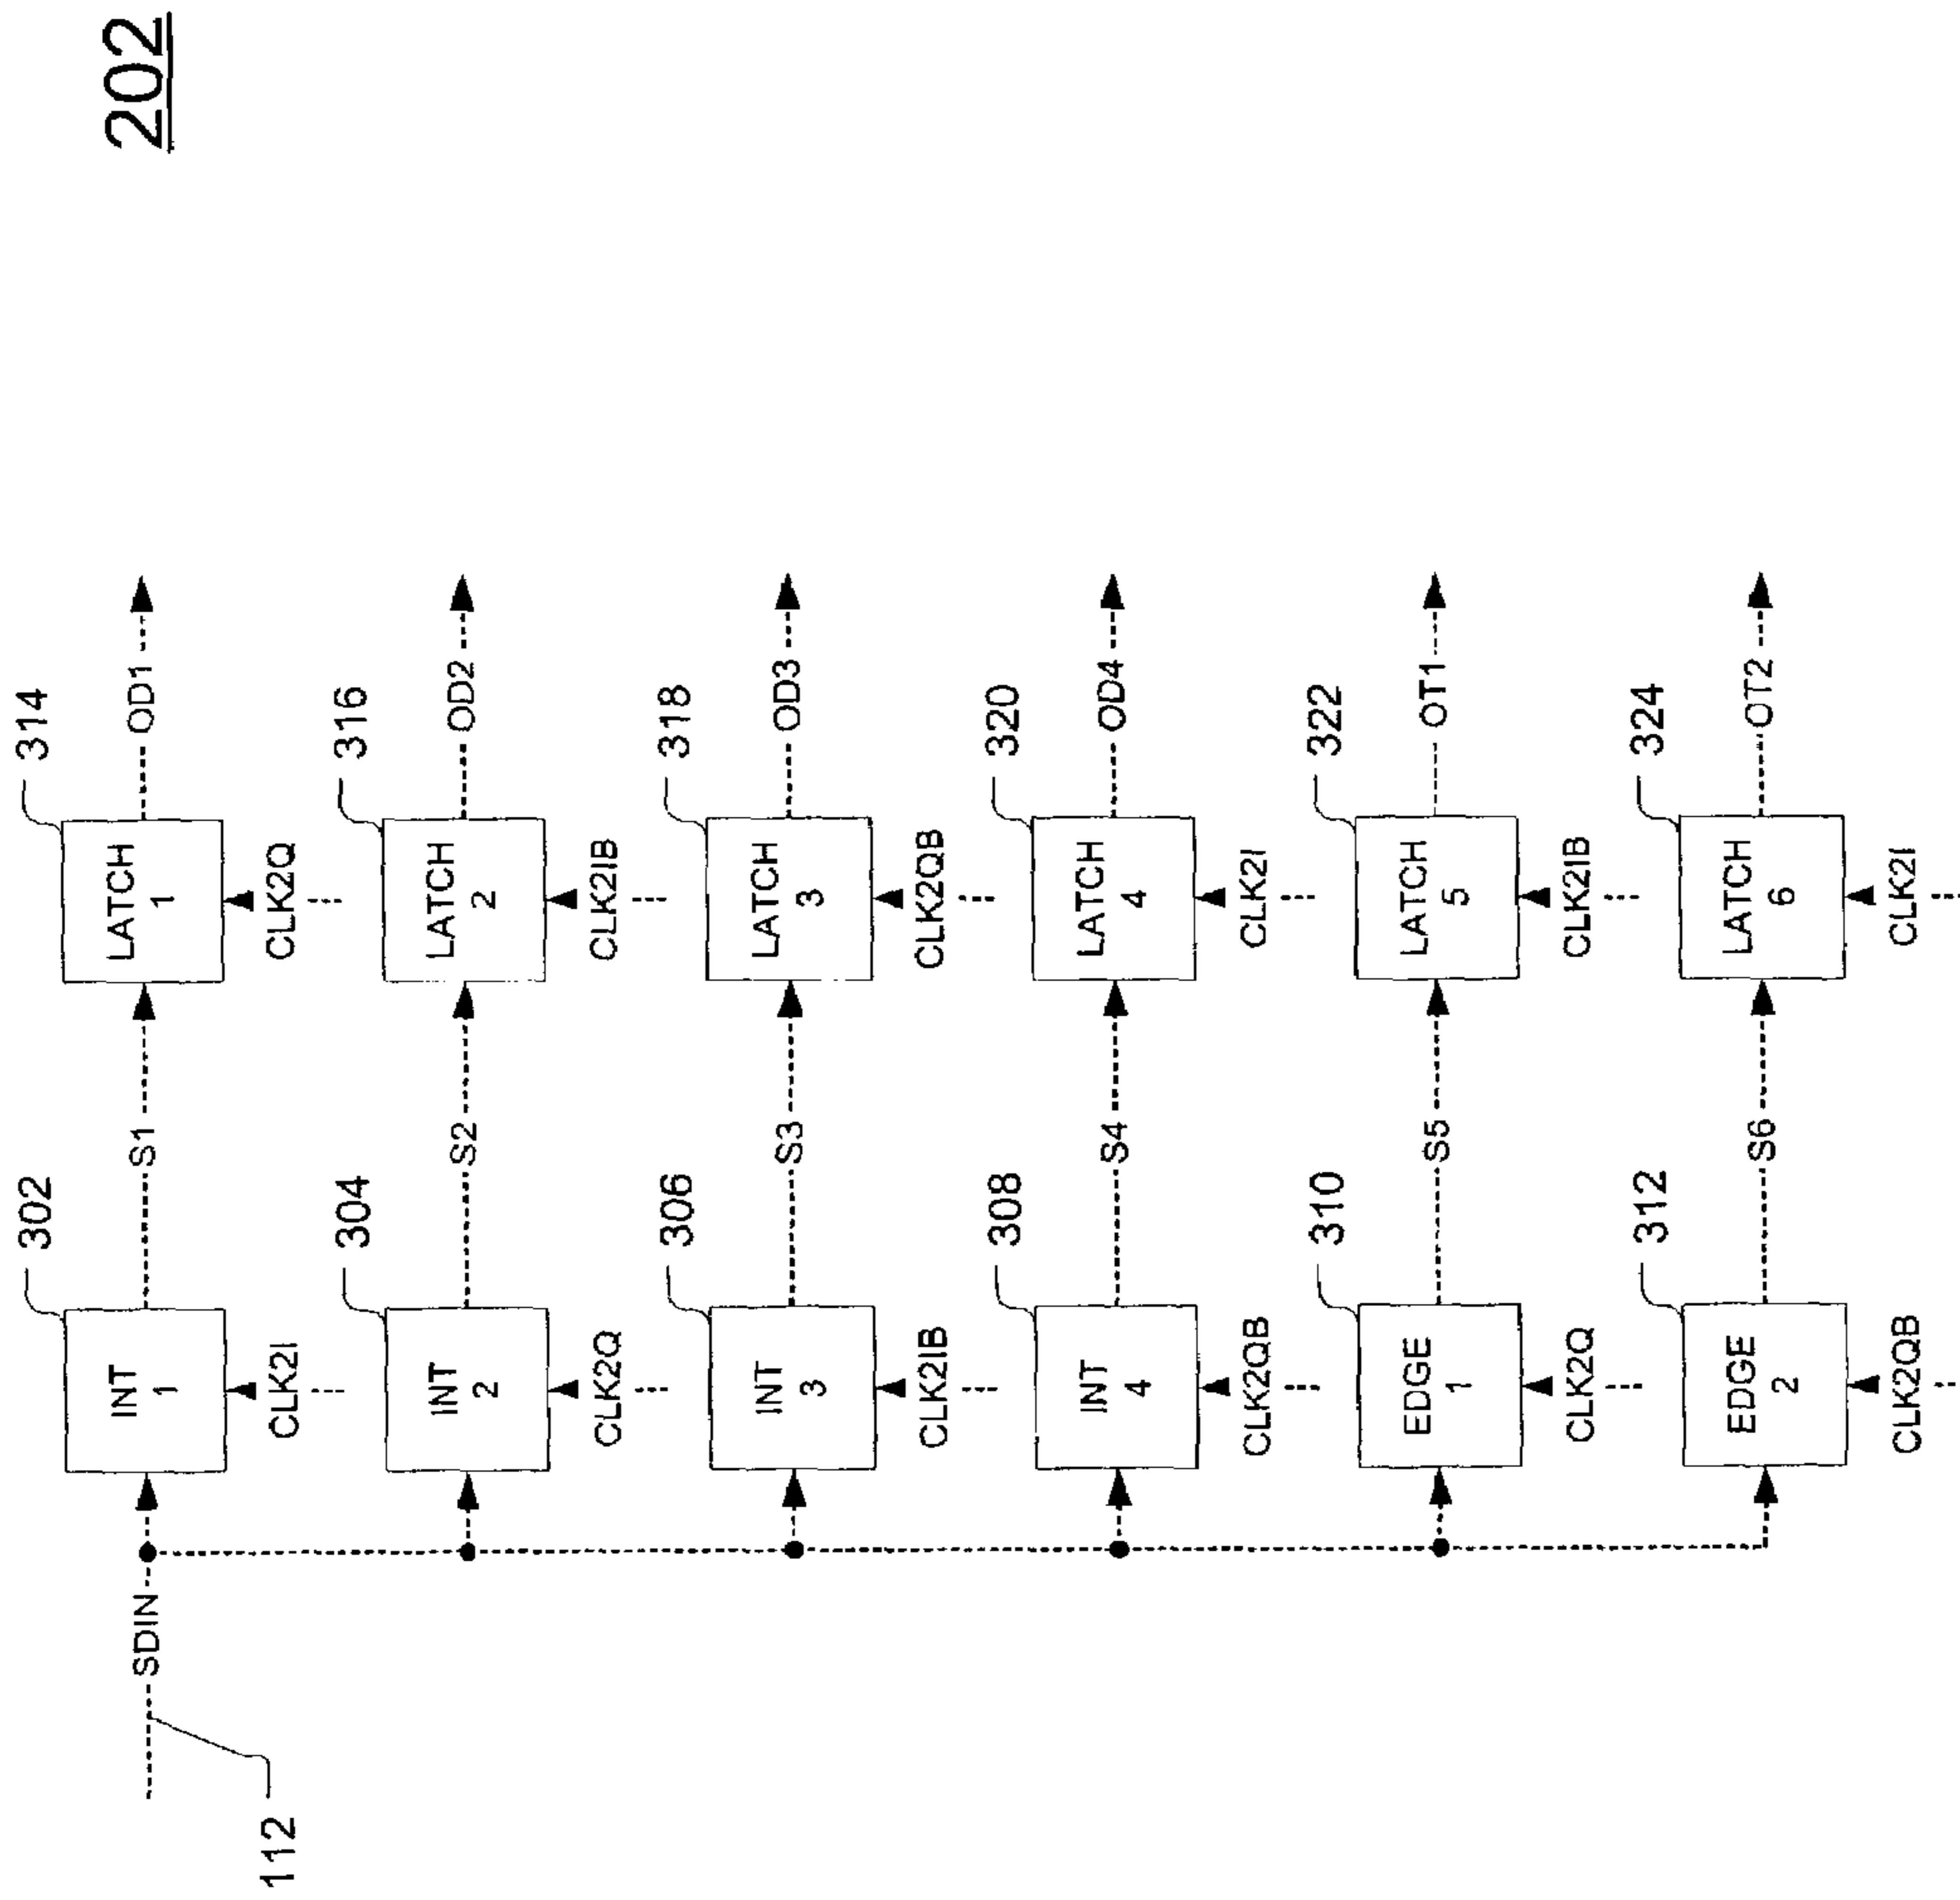 202
112
SDIN
302
INT
1
CLK2I
S1
314
LATCH
1
CLK2Q
OD1
304
INT
2
CLK2Q
S2
316
LATCH
2
CLK2IB
OD2
306
INT
3
CLK2IB
S3
318
LATCH
3
CLK2QB
OD3
308
INT
4
CLK2QB
S4
320
LATCH
4
CLK2I
OD4
310
EDGE
1
CLK2Q
S5
322
LATCH
5
CLK2IB
OT1
312
EDGE
2
CLK2QB
S6
324
LATCH
6
CLK2I
OT2